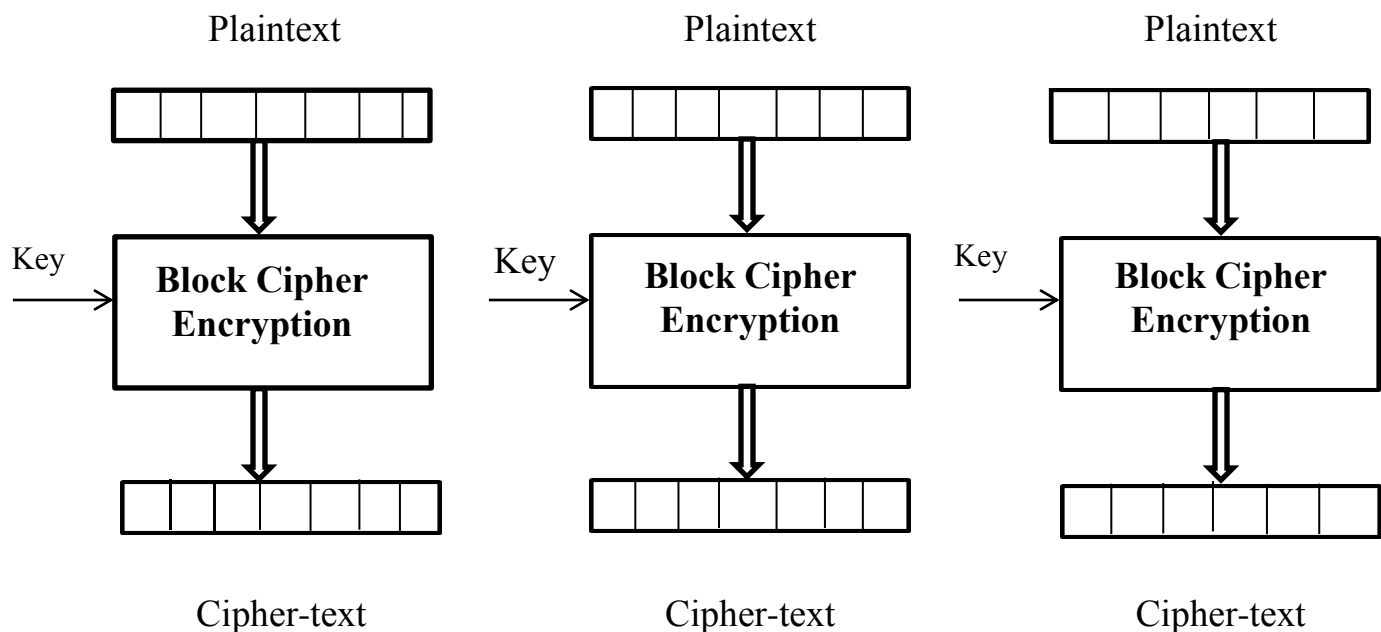 Plaintext Plaintext Plaintext
Key Key Key
Block Cipher Block Cipher Block Cipher
Encryption Encryption Encryption
Cipher-text Cipher-text Cipher-text